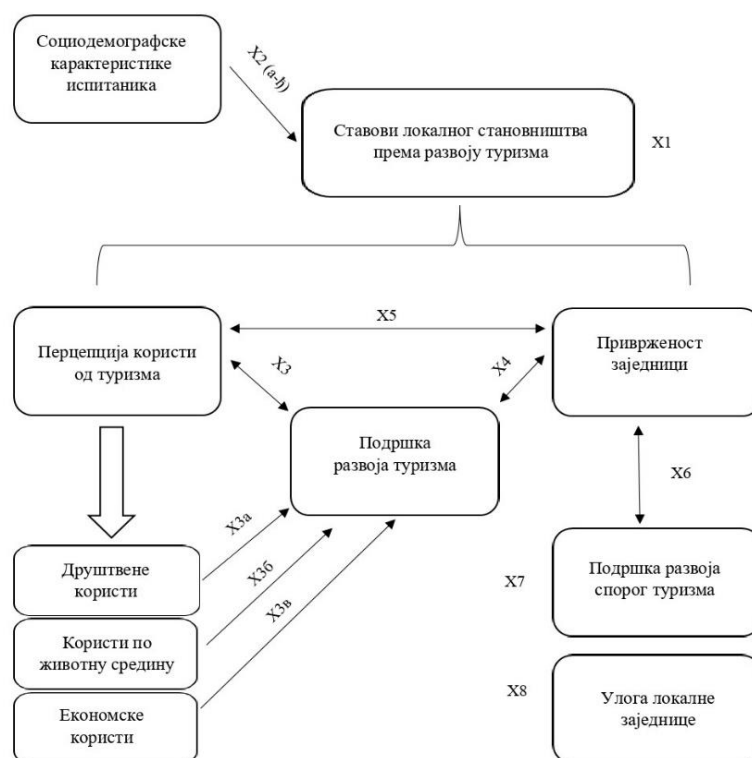 Социодемографске
карактеристике
испитаника
X2 (а-ђ)
Ставови локалног становништва
према развоју туризма
X1
X5
Перцепција користи
од туризма
X3
X4
Приврженост
заједници
Подршка
развоја туризма
X6
X3а
X3б
X3в
Друштвене
користи
X7
Подршка развоја
спорог туризма
Користи по
животну средину
X8
Улога локалне
заједнице
Економске
користи